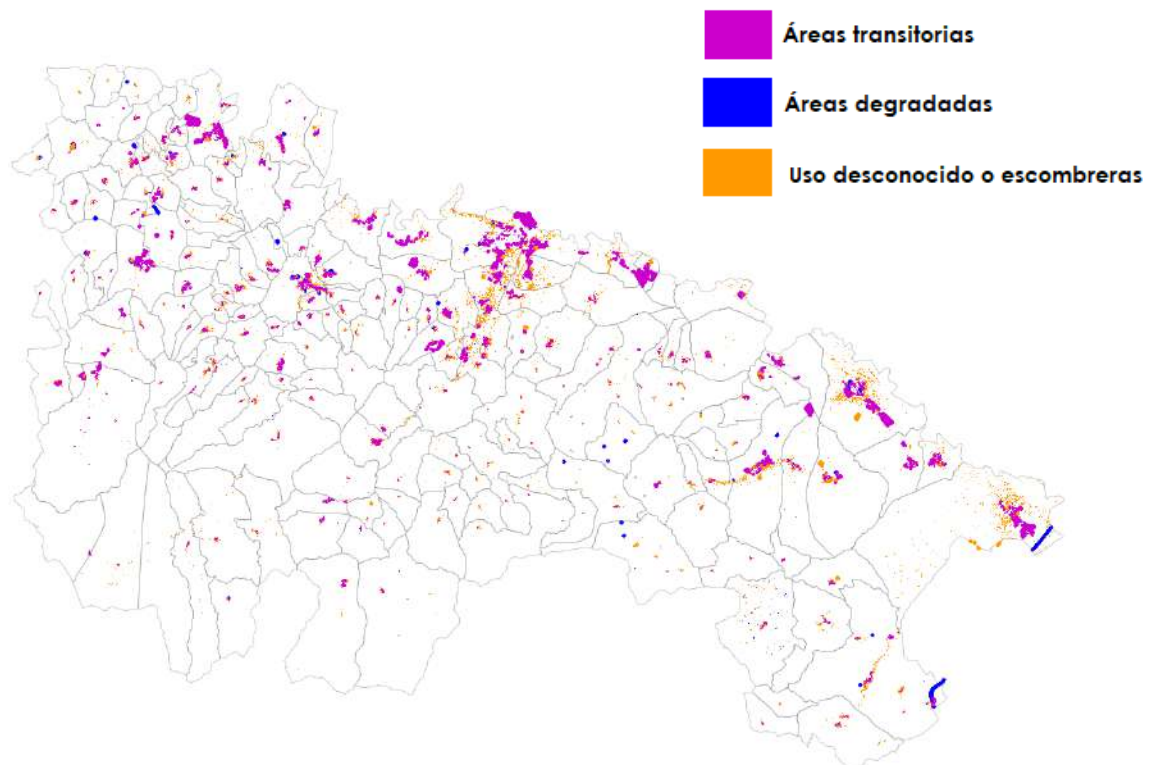 Áreas transitorias
Áreas degradadas
Uso desconocido o escombreras